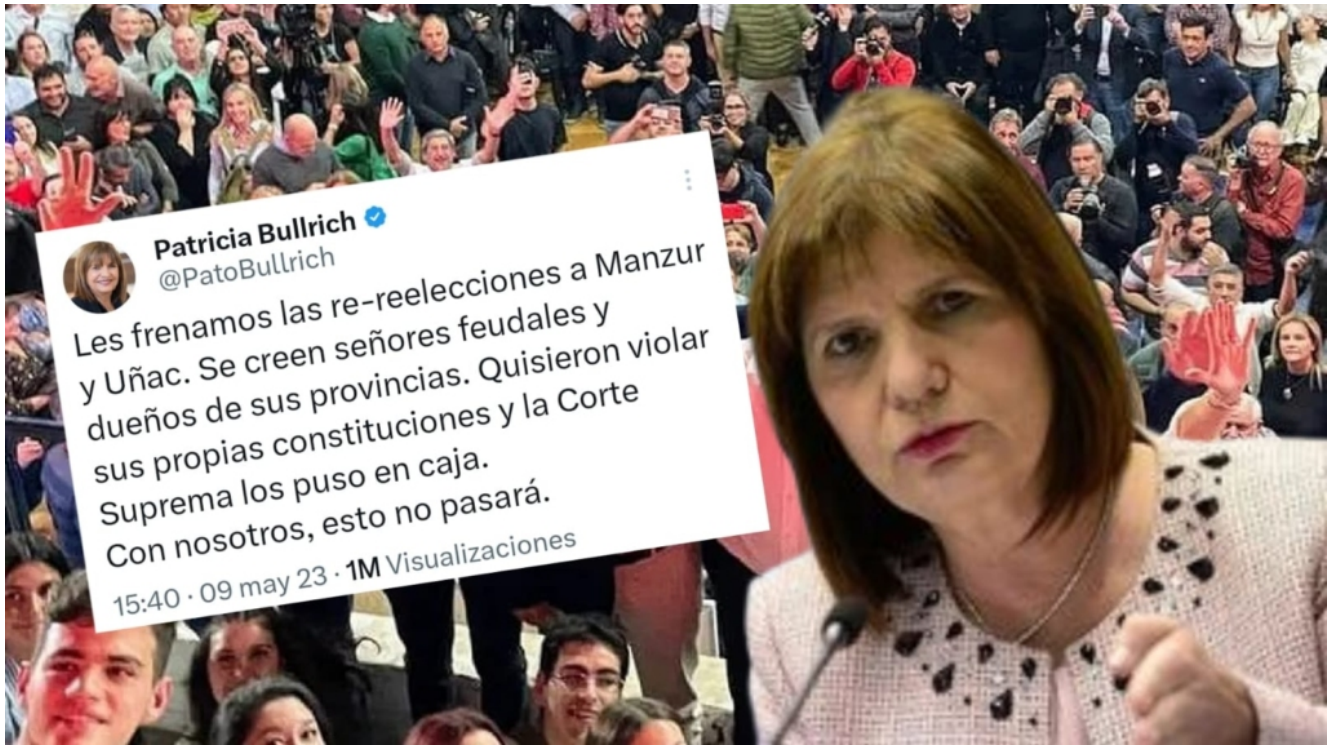 Patricia Bullrich
@PatoBullrich
Les frenamos las re-reelecciones a Manzur
y Uñac. Se creen señores feudales y
dueños de sus provincias. Quisieron violar
sus propias constituciones y la Corte
Suprema los puso en caja.
Con nosotros, esto no pasará.
15:40 · 09 may 23 · 1M Visualizaciones